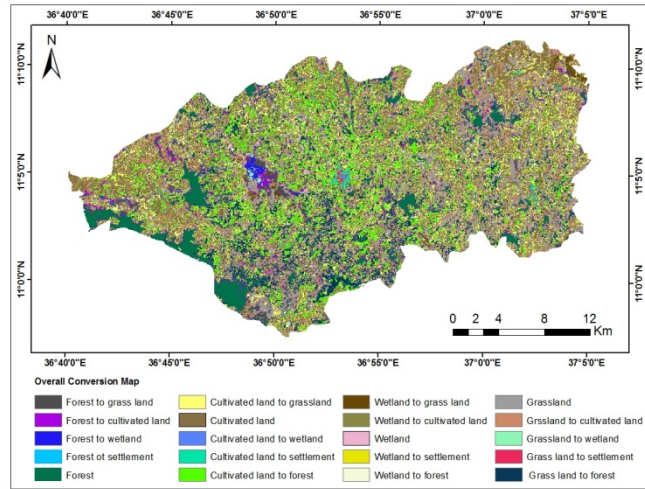 36°40'0"E 36°45'0"E 36°50'0"E 36°55'0"E 37°0'0"E 37°5'0"E
N
11°10'0"N 11°10'0"N
11°5'0"N 11°5'0"N
11°0'0"N 11°0'0"N
0 2 4 8 12
Km
36°40'0"E 36°45'0"E 36°50'0"E 36°55'0"E 37°0'0"E 37°5'0"E
Overall Conversion Map
Forest to grass land Cultivated land to grassland Wetland to grass land Grassland
Forest to cultivated land Cultivated land Wetland to cultivated land Grssland to cultivated land
Forest to wetland Cultivated land to wetland Wetland Grassland to wetland
Forest ot settlement Cultivated land to settlement Wetland to settlement Grass land to settlement
Forest Cultivated land to forest Wetland to forest Grass land to forest